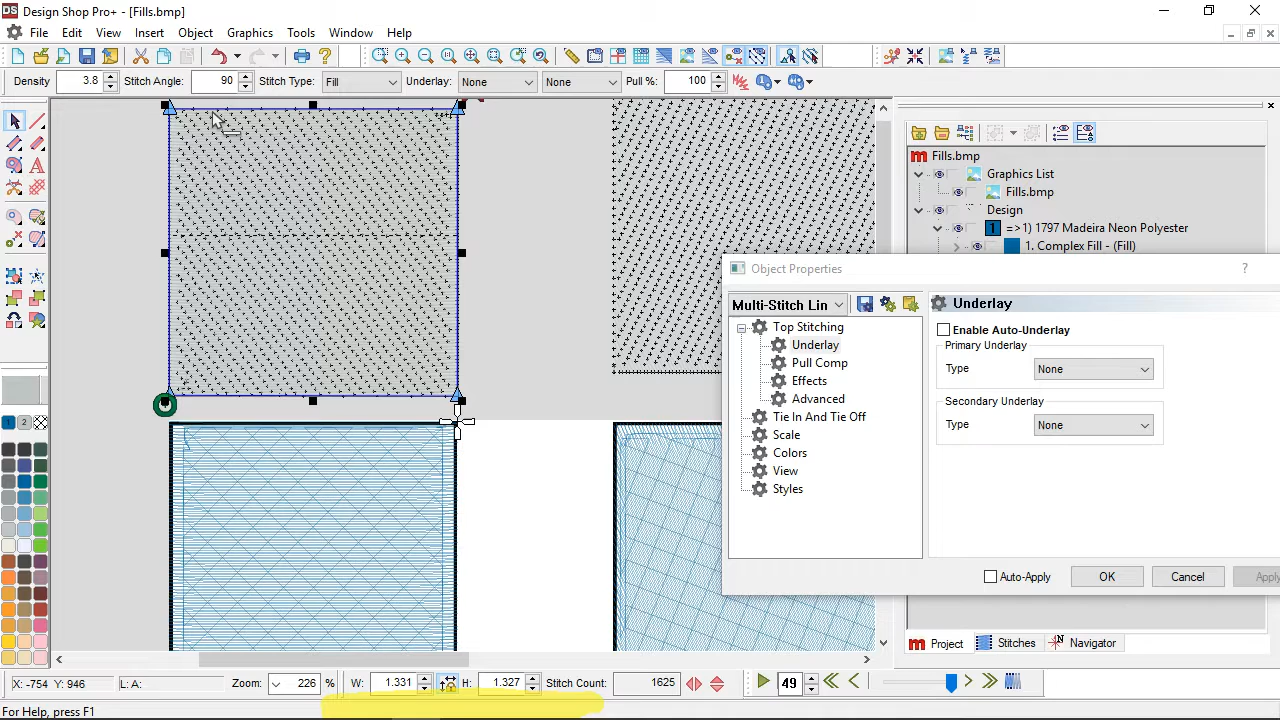 DS Design Shop Pro+ - [Fills.bmp]
File Edit View Insert Object Graphics Tools Window Help
Density 3.8 Stitch Angle: 90 Stitch Type: Fill Underlay: None None Pull % 100
Fills.bmp
Graphics List
Fills.bmp
Design
1 =>1) 1797 Madeira Neon Polyester
1. Complex Fill - (Fill)
Object Properties ?
Multi-Stitch Lin Underlay
Top Stitching
Enable Auto-Underlay
Underlay
Primary Underlay
Pull Comp
Type None
Effects
Advanced
Secondary Underlay
Tie In And Tie Off
Type None
Scale
Colors
View
Styles
Auto Apply OK Cancel Apply
1 2
Project Stitches Navigator
X: -754 Y: 946 L: A: Zoom: 226 % W: 1.331 H: 1.327 Stitch Count: 1625 49
For Help, press F1